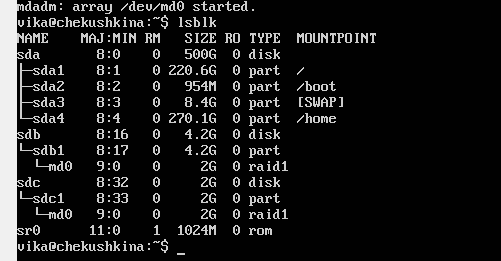 mdadm: array /dev/md0 started.
vika@chekushkina:~$ lsblk
NAME    MAJ:MIN RM   SIZE RO TYPE  MOUNTPOINT
sda       8:0    0   500G  0 disk
├─sda1    8:1    0 220.6G  0 part  /
├─sda2    8:2    0   954M  0 part  /boot
├─sda3    8:3    0   8.4G  0 part  [SWAP]
└─sda4    8:4    0 270.1G  0 part  /home
sdb       8:16   0   4.2G  0 disk
└─sdb1    8:17   0   4.2G  0 part
  └─md0   9:0    0     2G  0 raid1
sdc       8:32   0     2G  0 disk
└─sdc1    8:33   0     2G  0 part
  └─md0   9:0    0     2G  0 raid1
sr0      11:0    1  1024M  0 rom
vika@chekushkina:~$ _